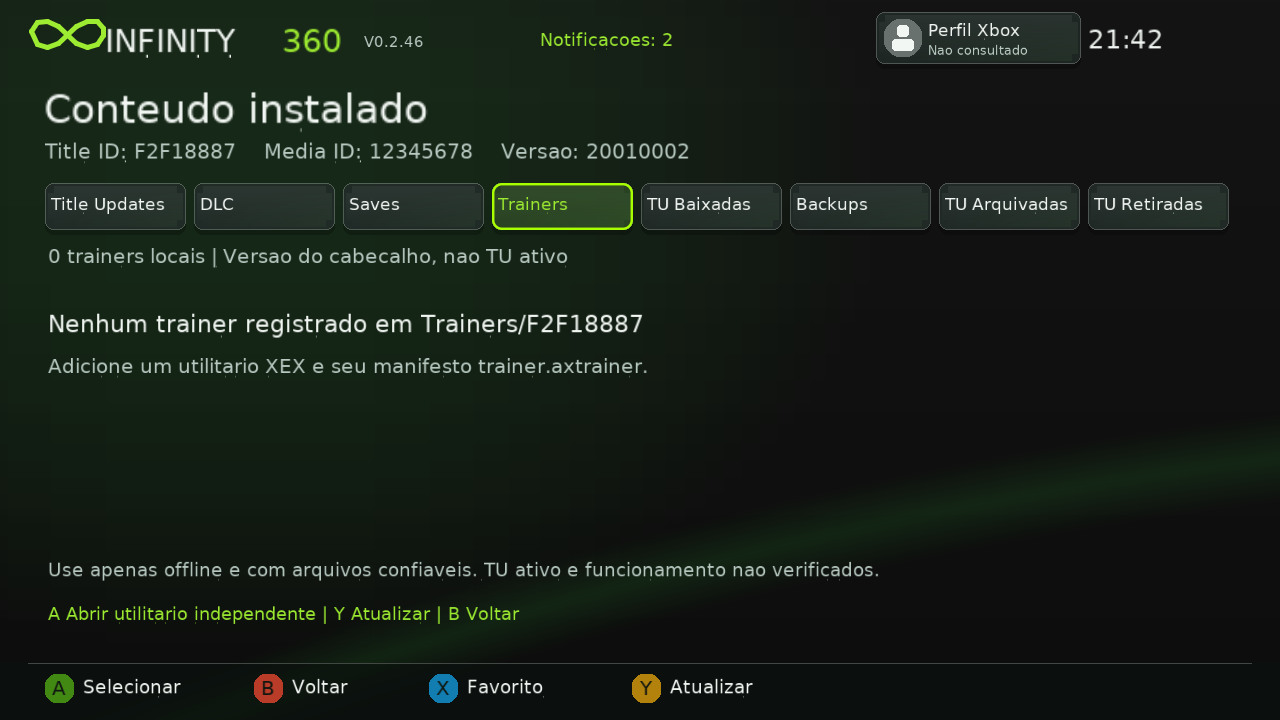 INFINITY 360 V0.2.46 Notificacoes: 2 Perfil Xbox 21:42
Nao consultado
Conteudo instalado
Title ID: F2F18887 Media ID: 12345678 Versao: 20010002
Title Updates DLC Saves Trainers TU Baixadas Backups TU Arquivadas TU Retiradas
0 trainers locais | Versao do cabecalho, nao TU ativo
Nenhum trainer registrado em Trainers/F2F18887
Adicione um utilitario XEX e seu manifesto trainer.axtrainer.
Use apenas offline e com arquivos confiaveis. TU ativo e funcionamento nao verificados.
A Abrir utilitario independente | Y Atualizar | B Voltar
A Selecionar B Voltar X Favorito Y Atualizar